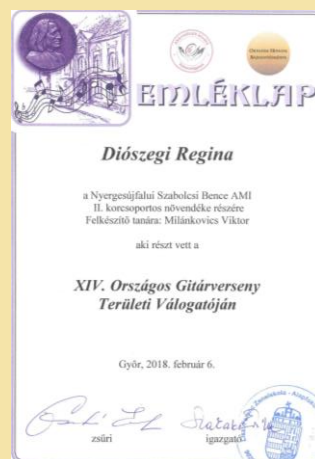 EMLÉKLAP
Diószegi Regina
a Nyergesújfalui Szabolcsi Bence AMI
II. korcsoportos növendéke részére
Felkészítő tanára: Milánkovics Viktor
aki részt vett a
XIV. Országos Gitárverseny
Területi Válogatóján
Győr, 2018. február 6.
zsűri
igazgató